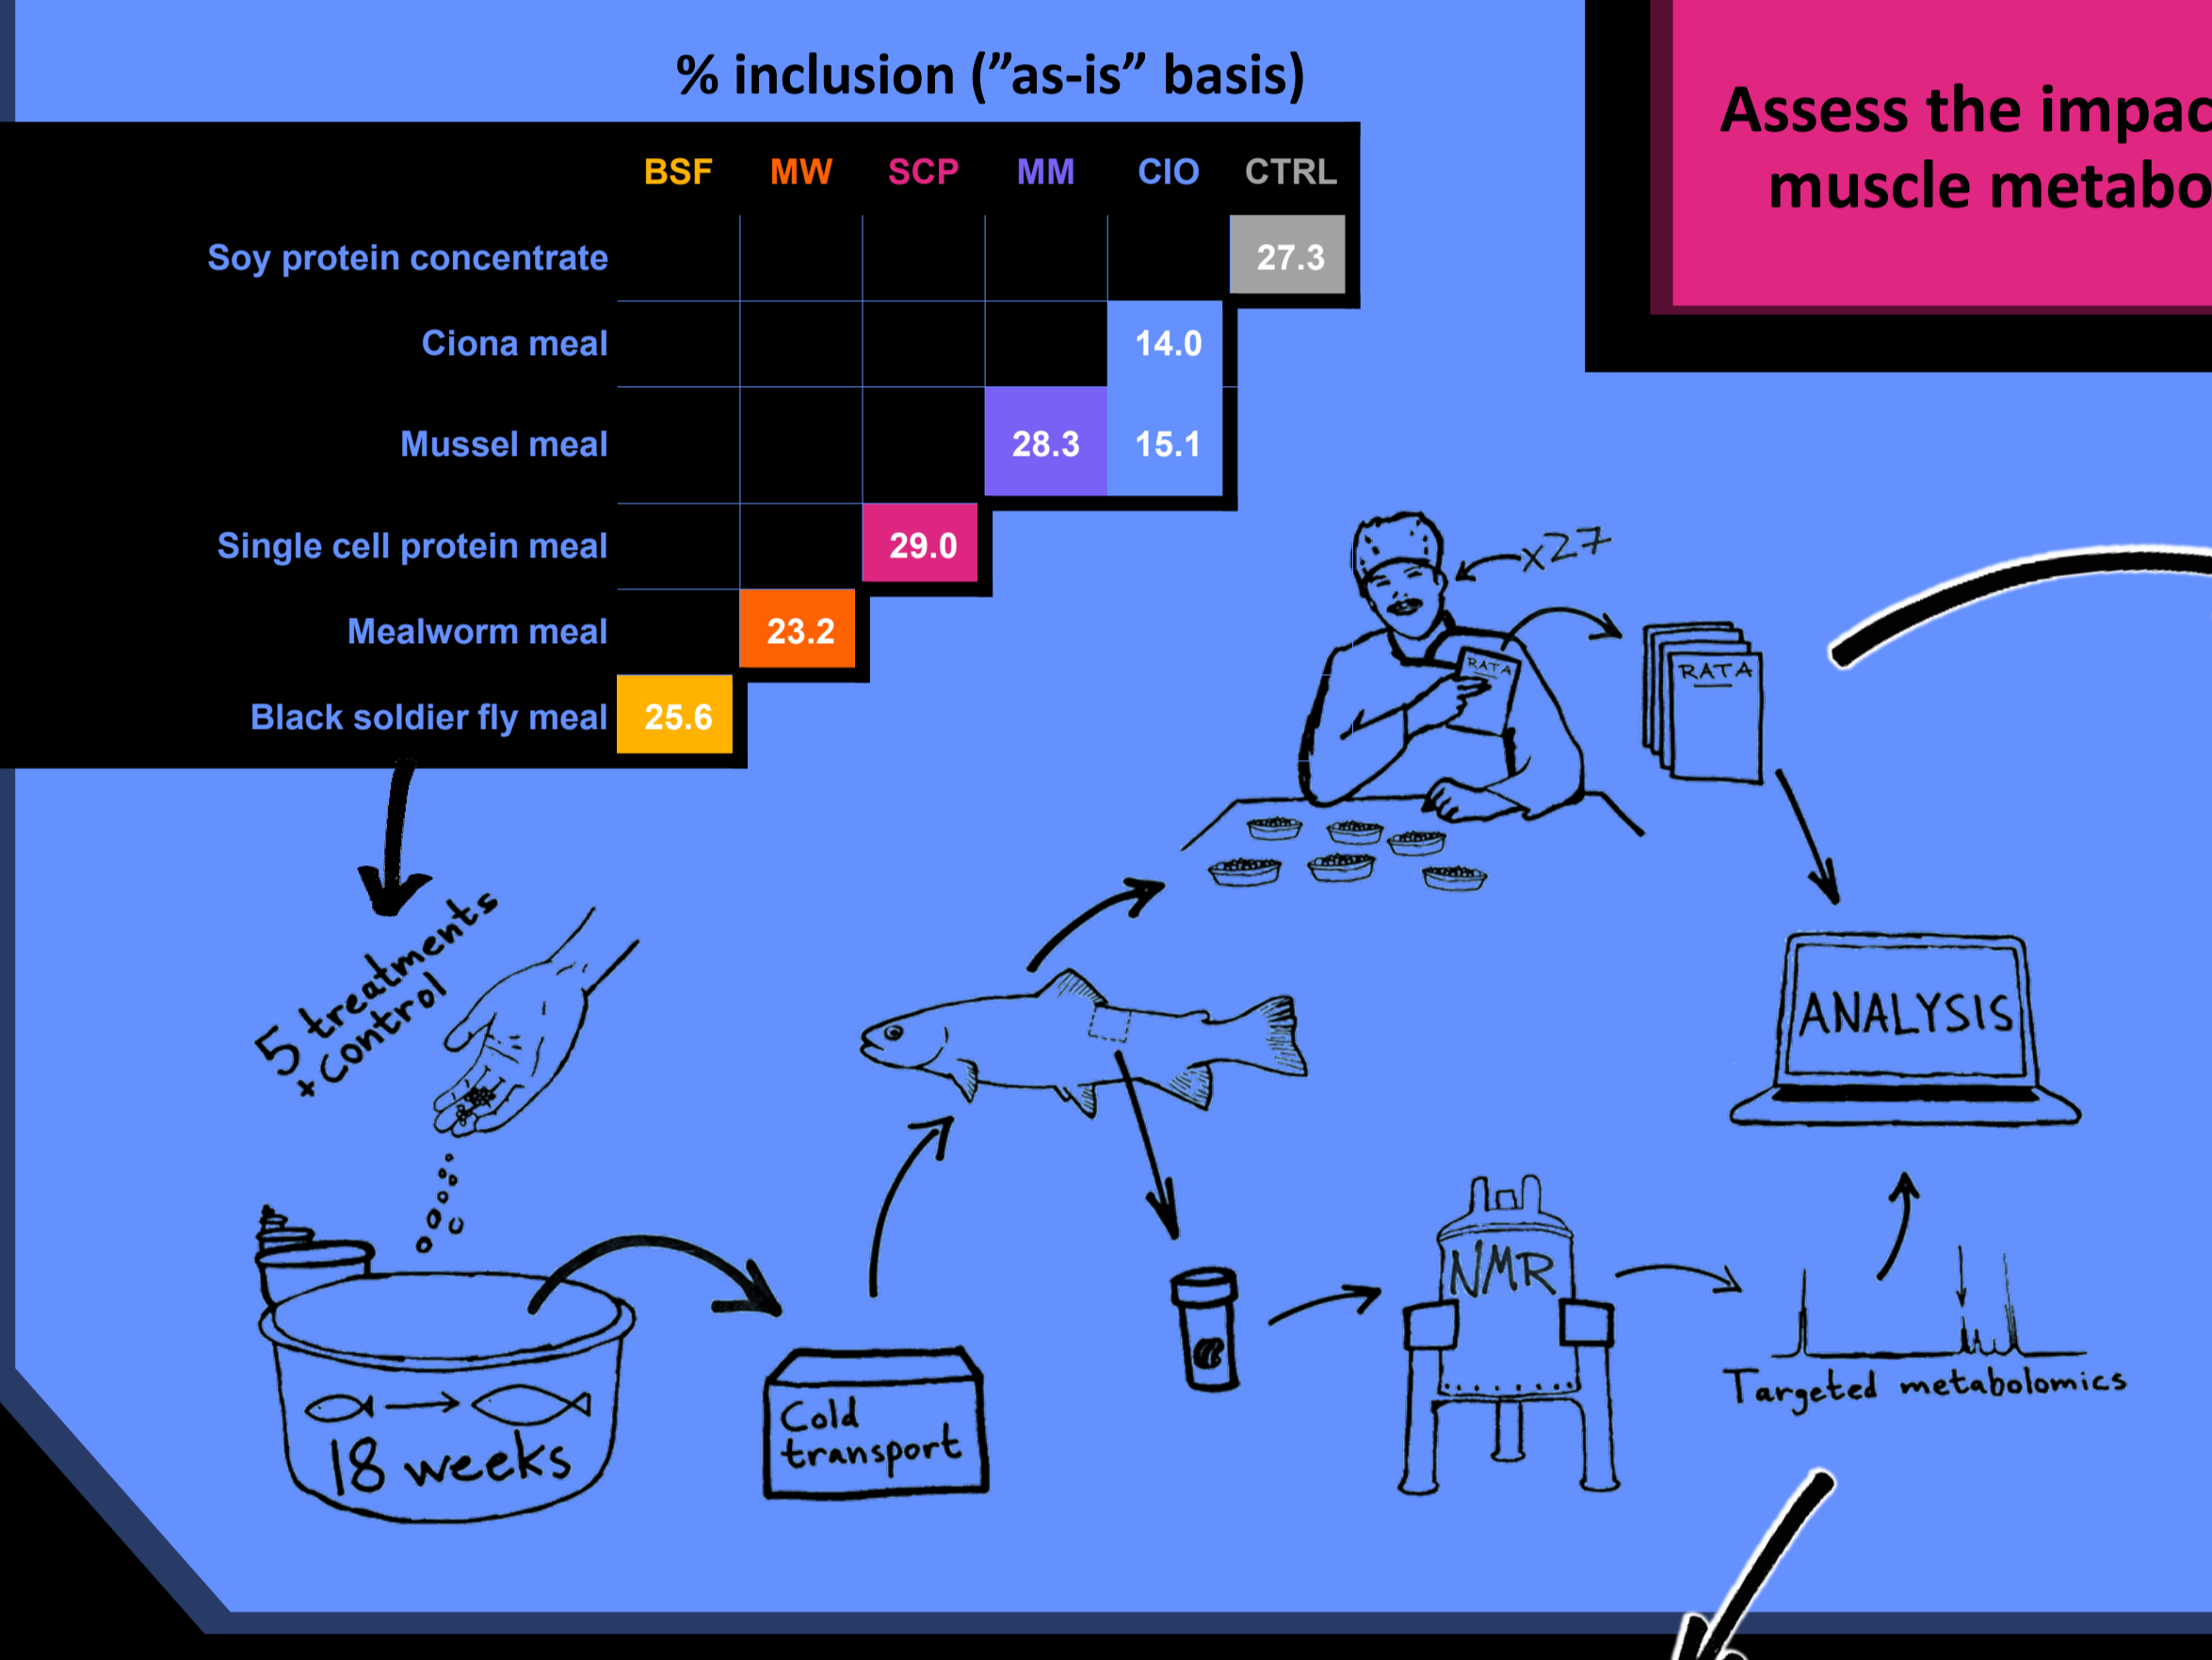 % inclusion (”as-is” basis)
BSF MW SCP MM CIO CTRL
Soy protein concentrate 27.3
Ciona meal 14.0
Mussel meal 28.3 15.1
Single cell protein meal 29.0
Mealworm meal 23.2
Black soldier fly meal 25.6
Assess the impac
muscle metabo
x27
RATA
RATA
5 treatments
+ control
ANALYSIS
NMR
Targeted metabolomics
Cold
transport
18 weeks